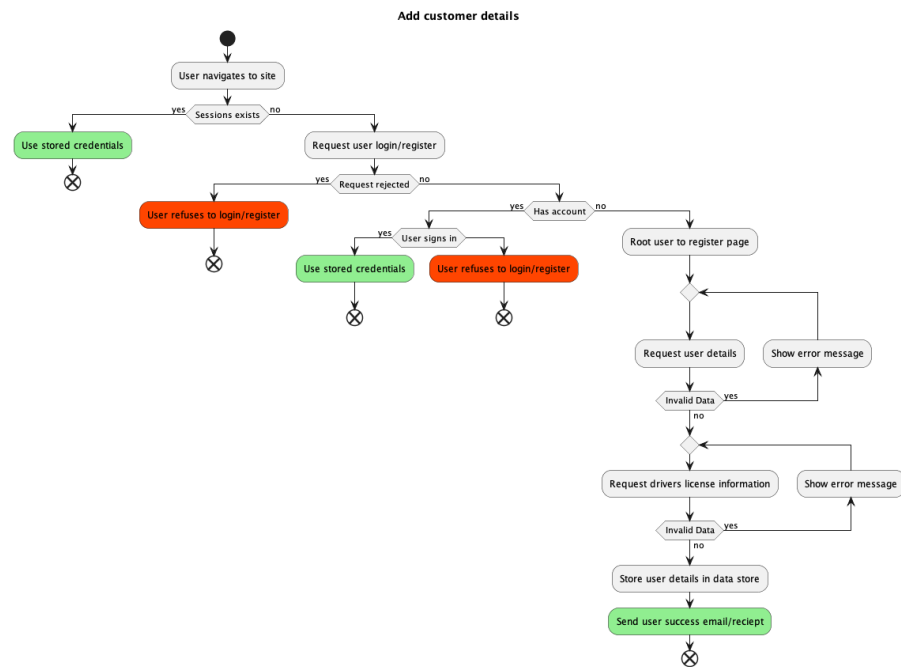 Add customer details
User navigates to site
yes
Sessions exists
no
Use stored credentials
Request user login/register
yes
Request rejected
no
User refuses to login/register
yes
Has account
no
yes
User signs in
Root user to register page
Use stored credentials
User refuses to login/register
Request user details
Show error message
Invalid Data
yes
no
Request drivers license information
Show error message
Invalid Data
yes
no
Store user details in data store
Send user success email/reciept